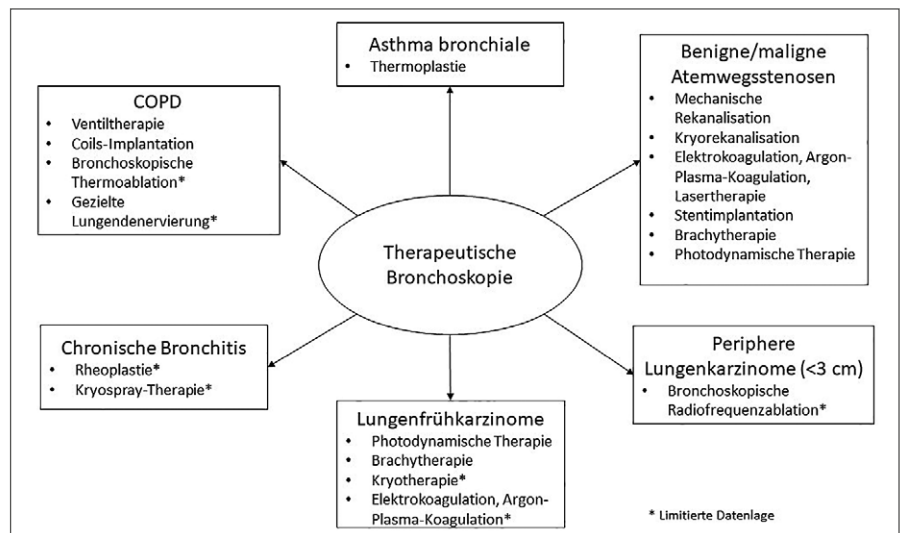 Asthma bronchiale
• Thermoplastie
Benigne/maligne
Atemwegsstenosen
• Mechanische
Rekanalisation
• Kryorekanalisation
• Elektrokoagulation, Argon-
Plasma-Koagulation,
Lasertherapie
• Stentimplantation
• Brachytherapie
• Photodynamische Therapie
COPD
• Ventiltherapie
• Coils-Implantation
• Bronchoskopische
Thermoablation*
• Gezielte
Lungendenervierung*
Therapeutische
Bronchoskopie
Chronische Bronchitis
• Rheoplastie*
• Kryospray-Therapie*
Lungenfrühkarzinome
• Photodynamische Therapie
• Brachytherapie
• Kryotherapie*
• Elektrokoagulation, Argon-
Plasma-Koagulation*
Periphere
Lungenkarzinome (<3 cm)
• Bronchoskopische
Radiofrequenzablation*
* Limitierte Datenlage